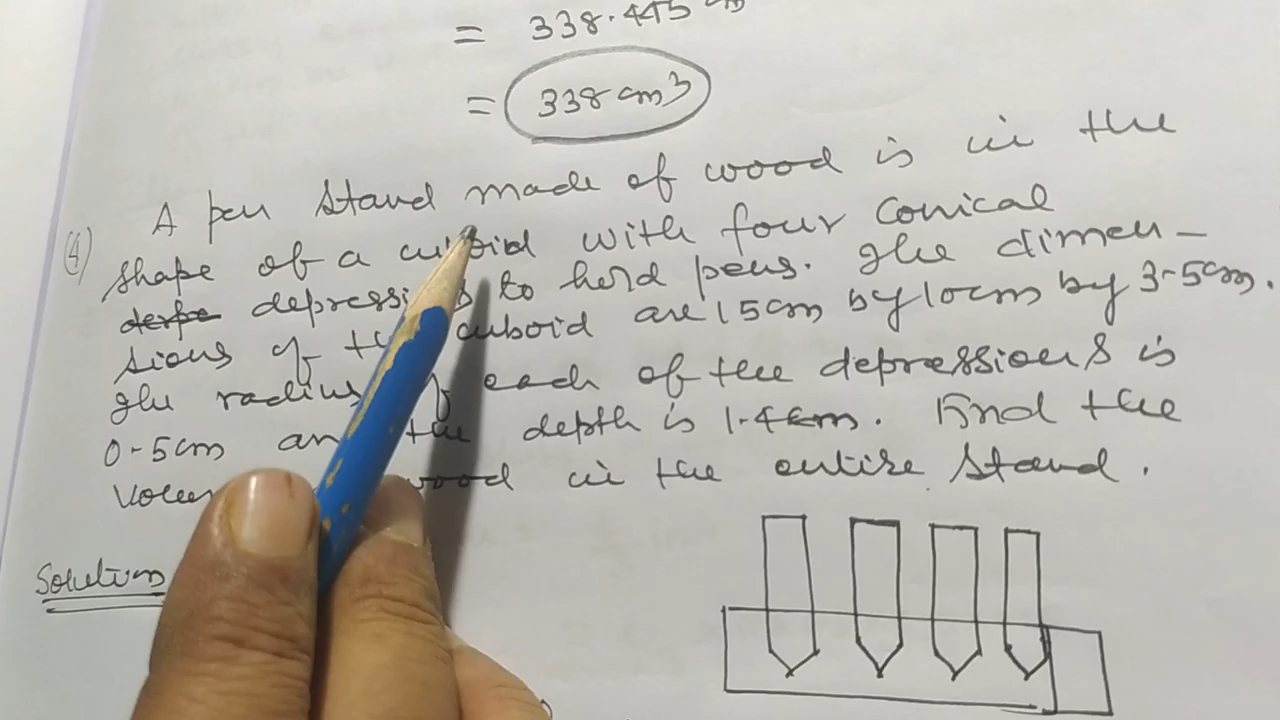 = 338.445 cm
= 338 cm³
(4) A pen stand made of wood is in the
shape of a cuboid with four conical
depressions to hold pens. The dimen-
sions of the cuboid are 15cm by 10cm by 3.5cm.
The radius of each of the depressions is
0.5cm and the depth is 1.4cm. Find the
wood in the entire stand.
Solution